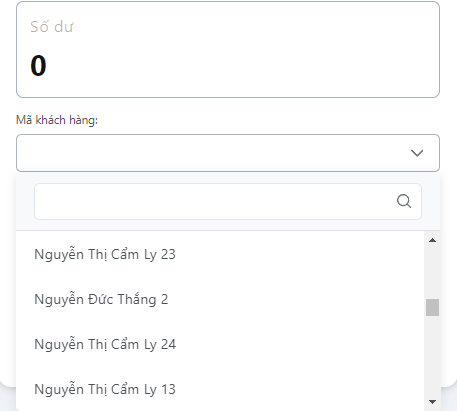 Số dư
0
Mã khách hàng:
Nguyễn Thị Cẩm Ly 23
Nguyễn Đức Thắng 2
Nguyễn Thị Cẩm Ly 24
Nguyễn Thị Cẩm Ly 13